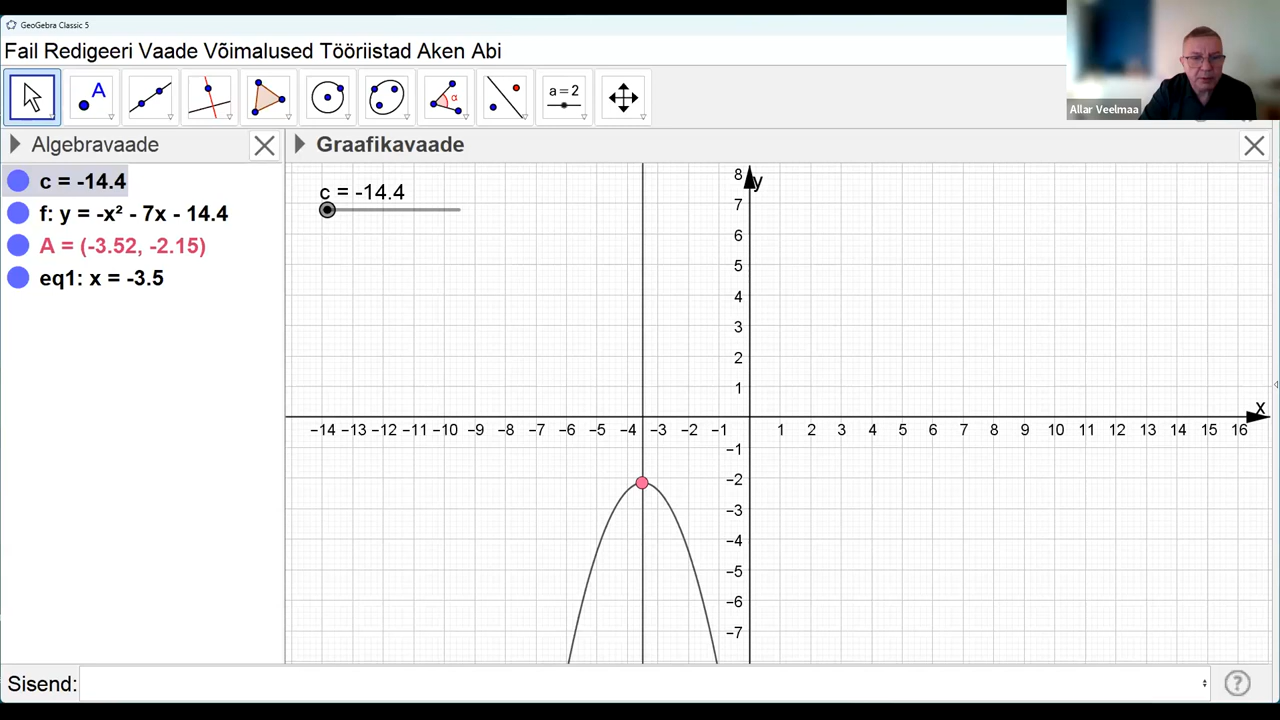 GeoGebra Classic 5
Fail Redigeeri Vaade Võimalused Tööriistad Aken Abi
A
α
a = 2
Allar Veelmaa
Algebravaade
Graafikavaade
c = -14.4
f: y = -x² - 7x - 14.4
A = (-3.52, -2.15)
eq1: x = -3.5
c = -14.4
y
8
7
6
5
4
3
2
1
x
−14 −13 −12 −11 −10 −9 −8 −7 −6 −5 −4 −3 −2 −1 1 2 3 4 5 6 7 8 9 10 11 12 13 14 15 16
−1
−2
−3
−4
−5
−6
−7
Sisend:
?